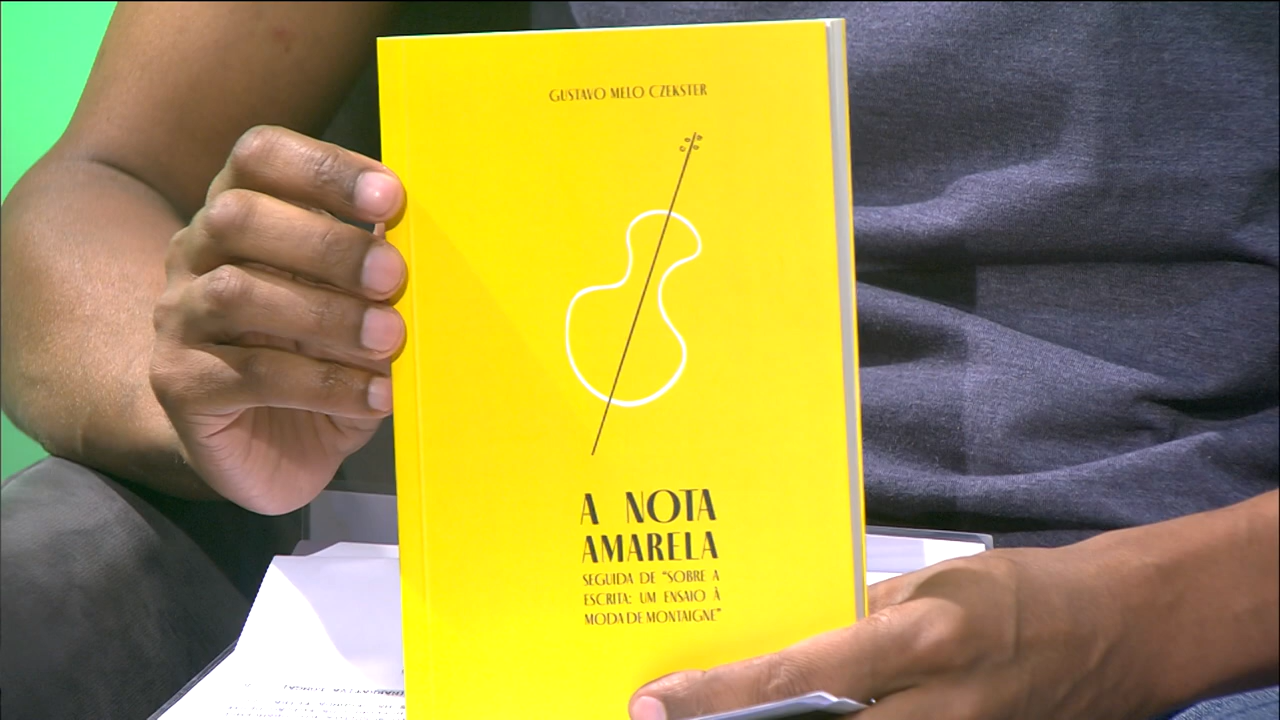 GUSTAVO MELO CZEKSTER
A NOTA
AMARELA
SEGUIDA DE "SOBRE A
ESCRITA: UM ENSAIO À
MODA DE MONTAIGNE"